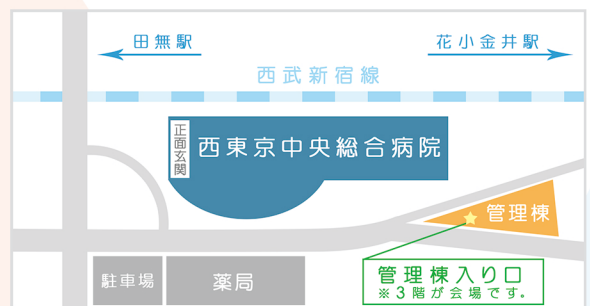 田無駅
花小金井駅
西武新宿線
正面玄関
西東京中央総合病院
管理棟
駐車場
薬局
管理棟入り口
※３階が会場です。